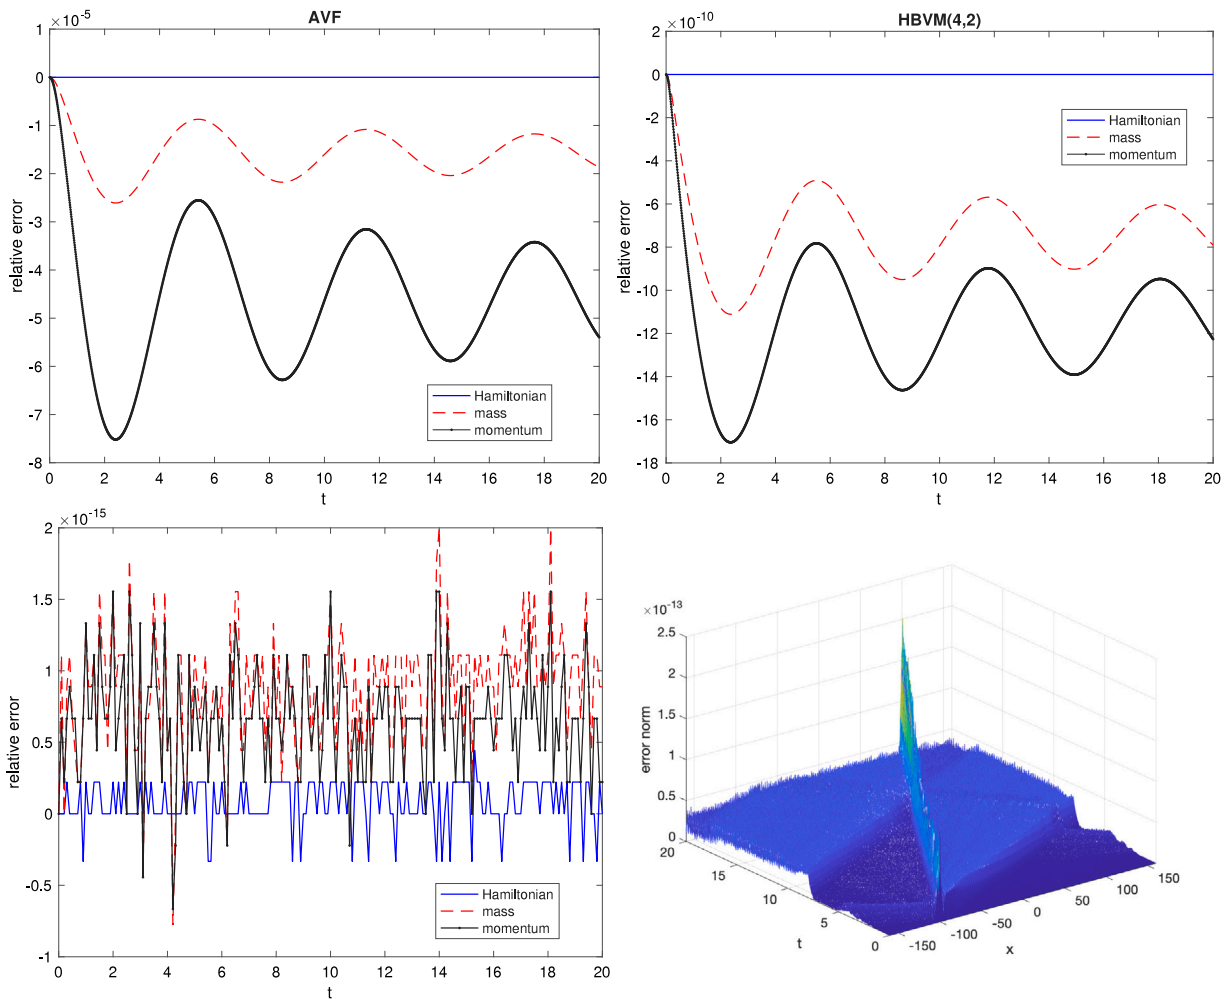 AVF
×10-5
1
0
-1
-2
-3
-4
-5
-6
-7
-8
relative error
0 2 4 6 8 10 12 14 16 18 20
t
Hamiltonian
mass
momentum
HBVM(4,2)
×10-10
2
0
-2
-4
-6
-8
-10
-12
-14
-16
-18
relative error
0 2 4 6 8 10 12 14 16 18 20
t
Hamiltonian
mass
momentum
×10-15
2
1.5
1
0.5
0
-0.5
-1
relative error
0 2 4 6 8 10 12 14 16 18 20
t
Hamiltonian
mass
momentum
×10-13
2.5
2
1.5
1
0.5
0
error norm
20
15
10
5
0
t
-150
-100
-50
0
50
100
150
x